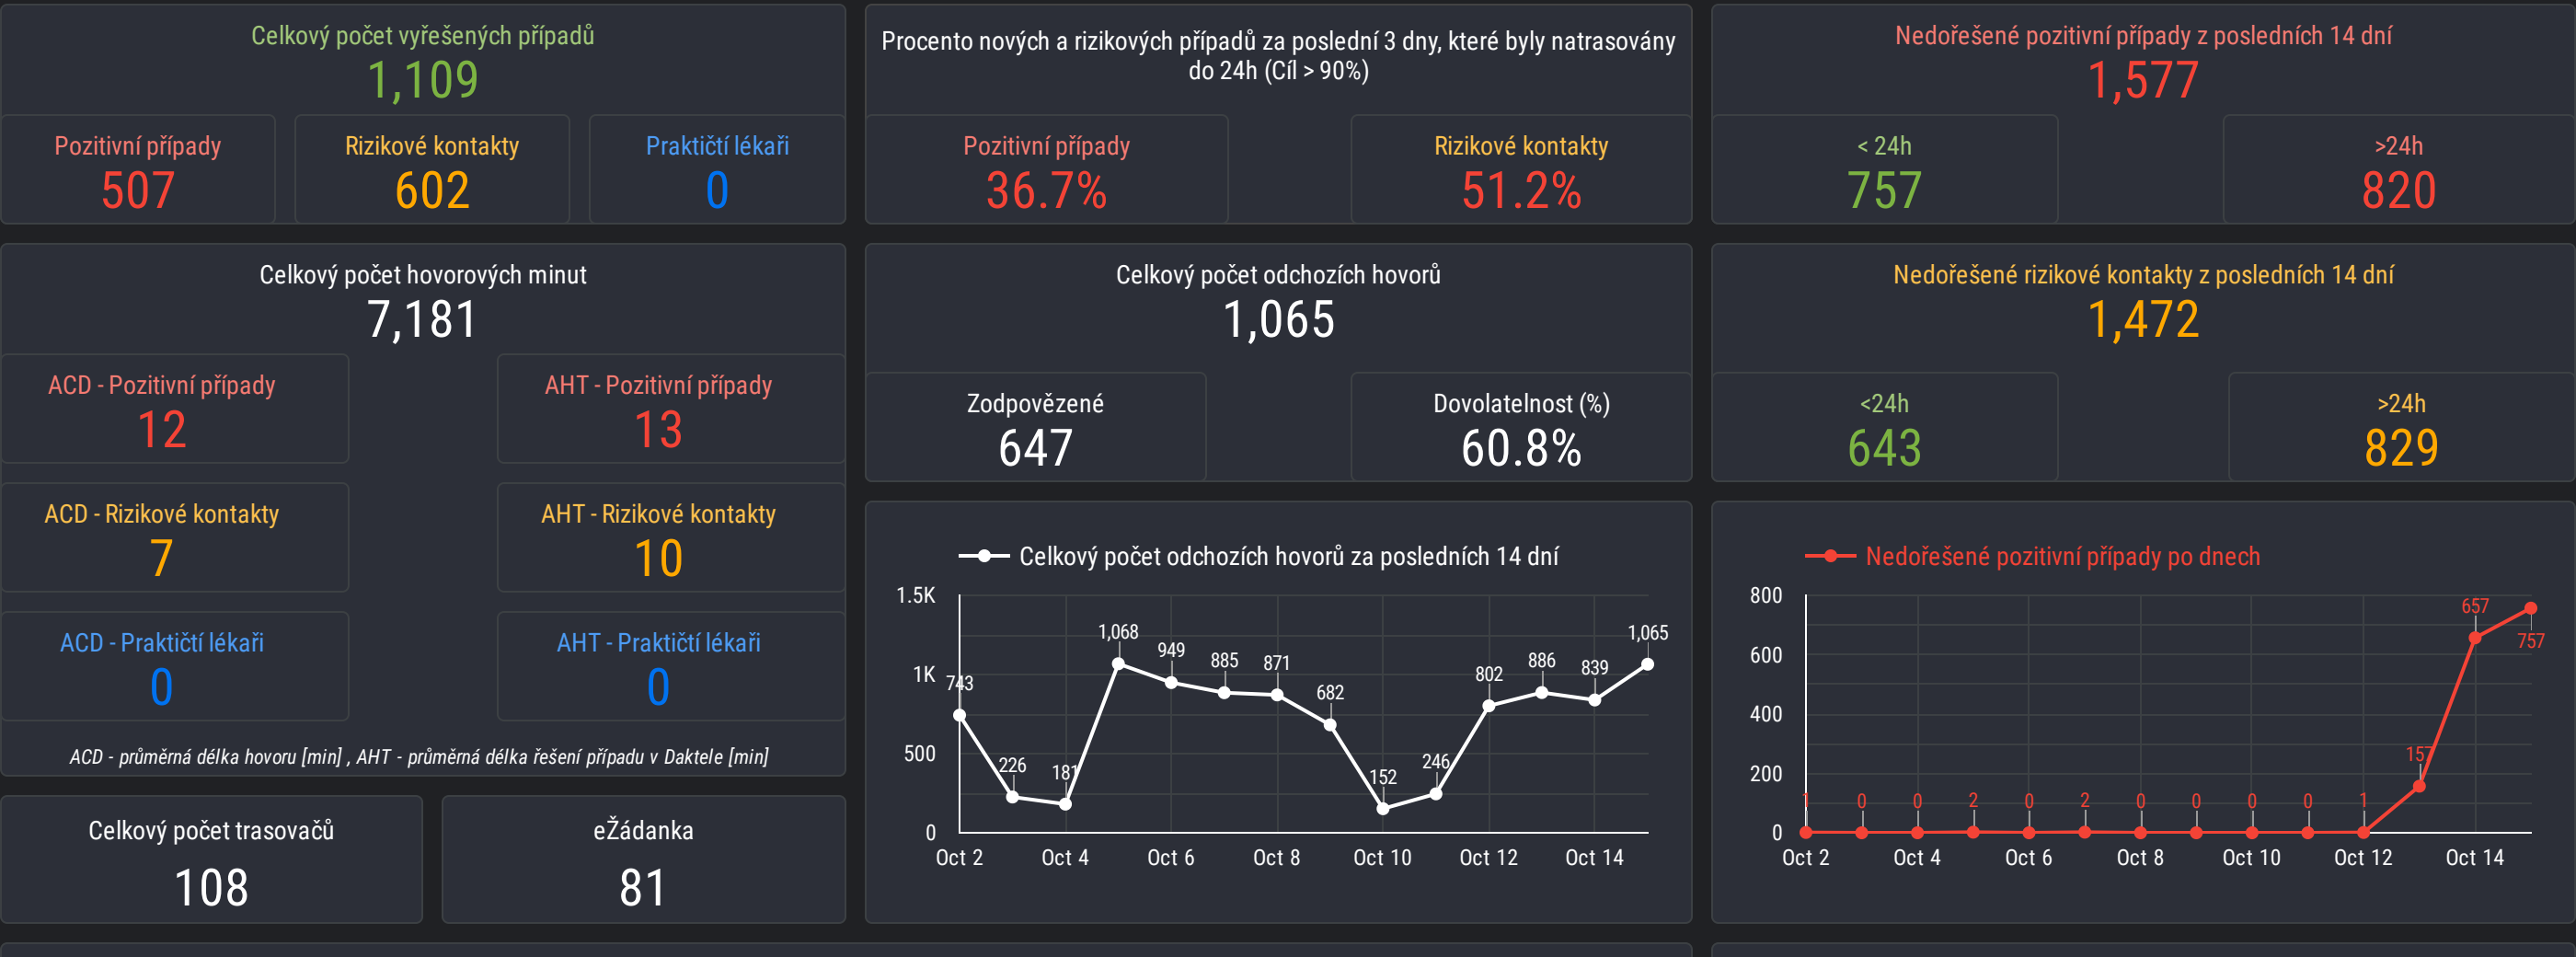 Celkový počet vyřešených případů
1,109
Pozitivní případy
507
Rizikové kontakty
602
Praktičtí lékaři
0
Procento nových a rizikových případů za poslední 3 dny, které byly natrasovány
do 24h (Cíl > 90%)
Pozitivní případy
36.7%
Rizikové kontakty
51.2%
Nedořešené pozitivní případy z posledních 14 dní
1,577
< 24h
757
>24h
820
Celkový počet hovorových minut
7,181
ACD - Pozitivní případy
12
AHT - Pozitivní případy
13
ACD - Rizikové kontakty
7
AHT - Rizikové kontakty
10
ACD - Praktičtí lékaři
0
AHT - Praktičtí lékaři
0
ACD - průměrná délka hovoru [min] , AHT - průměrná délka řešení případu v Daktele [min]
Celkový počet odchozích hovorů
1,065
Zodpovězené
647
Dovolatelnost (%)
60.8%
Nedořešené rizikové kontakty z posledních 14 dní
1,472
<24h
643
>24h
829
Celkový počet trasovačů
108
eŽádanka
81
Celkový počet odchozích hovorů za posledních 14 dní
1.5K
1K
500
0
743
226
181
1,068
949
885
871
682
152
246
802
886
839
1,065
Oct 2
Oct 4
Oct 6
Oct 8
Oct 10
Oct 12
Oct 14
Nedořešené pozitivní případy po dnech
800
600
400
200
0
1
0
0
2
0
2
0
0
0
0
1
157
657
757
Oct 2
Oct 4
Oct 6
Oct 8
Oct 10
Oct 12
Oct 14